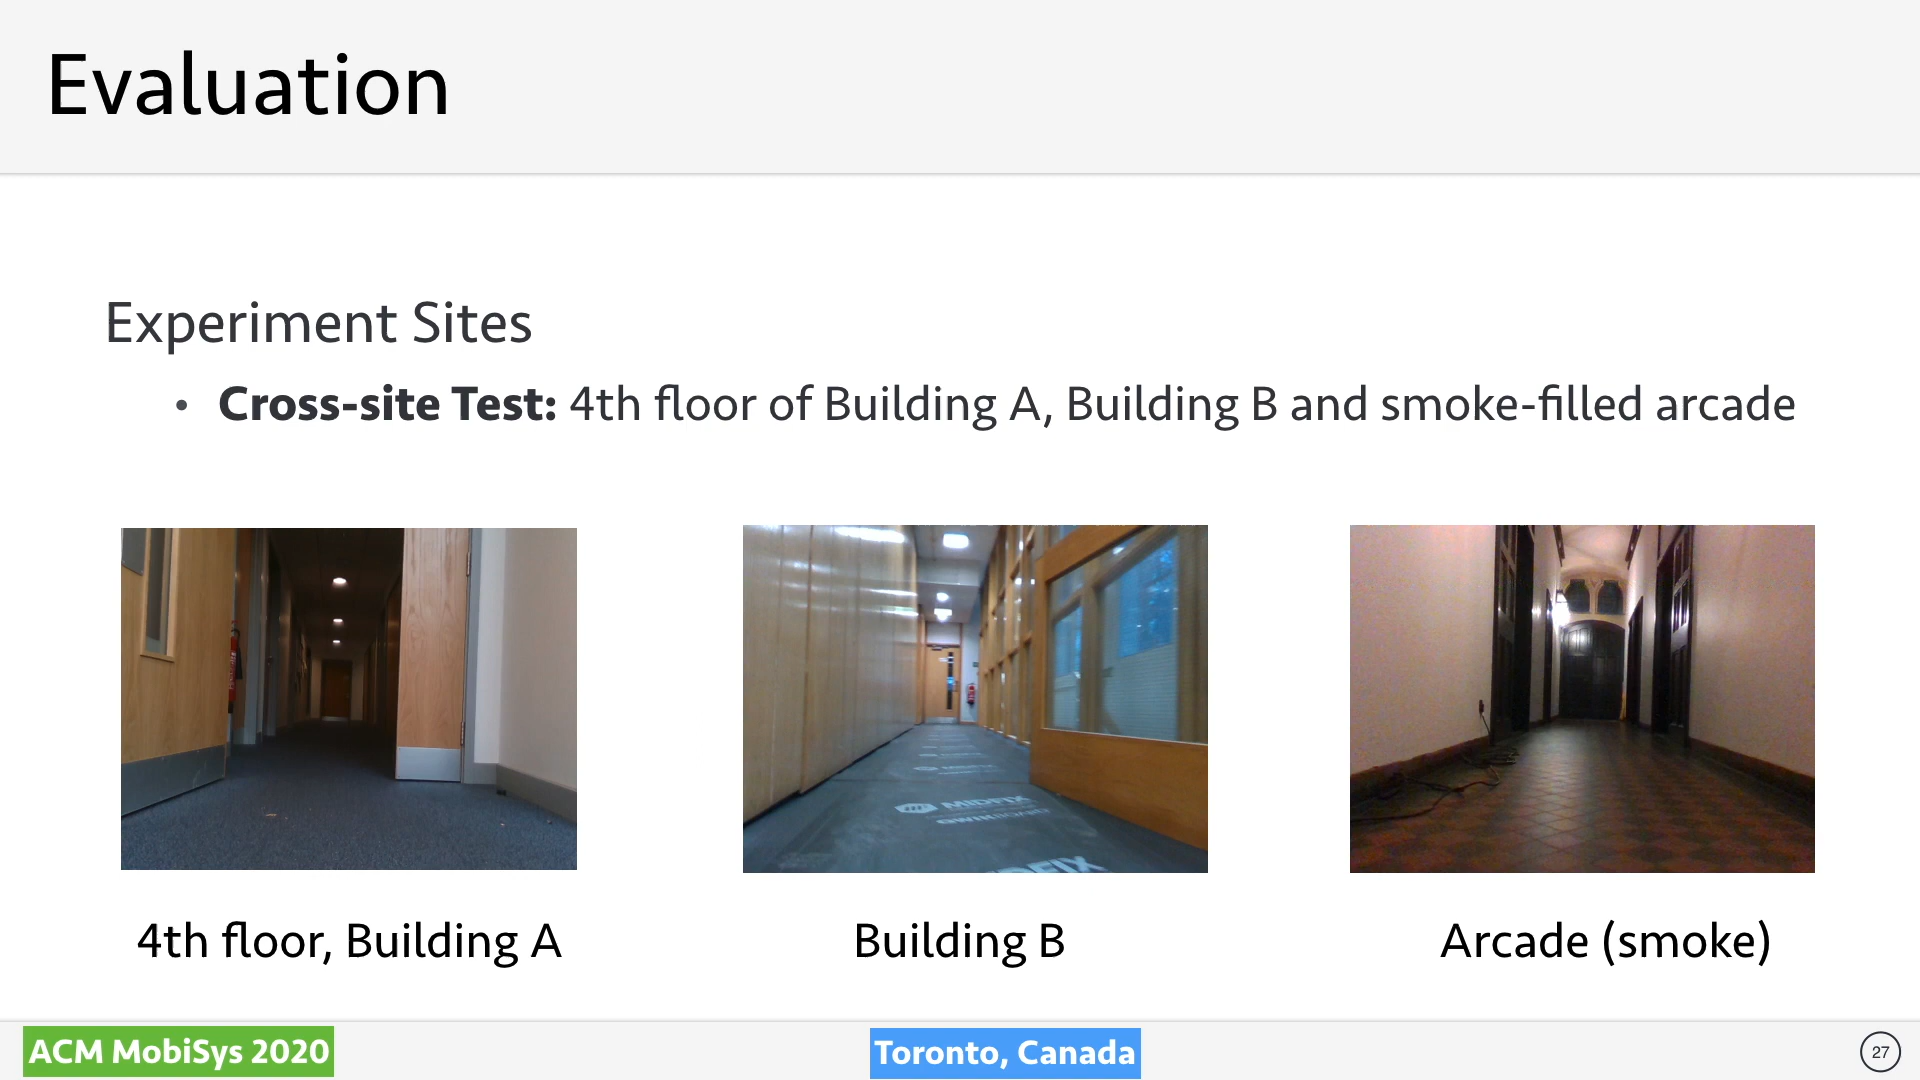 Evaluation
Experiment Sites
• Cross-site Test: 4th floor of Building A, Building B and smoke-filled arcade
MIDFIX
4th floor, Building A
Building B
Arcade (smoke)
ACM MobiSys 2020
Toronto, Canada
27